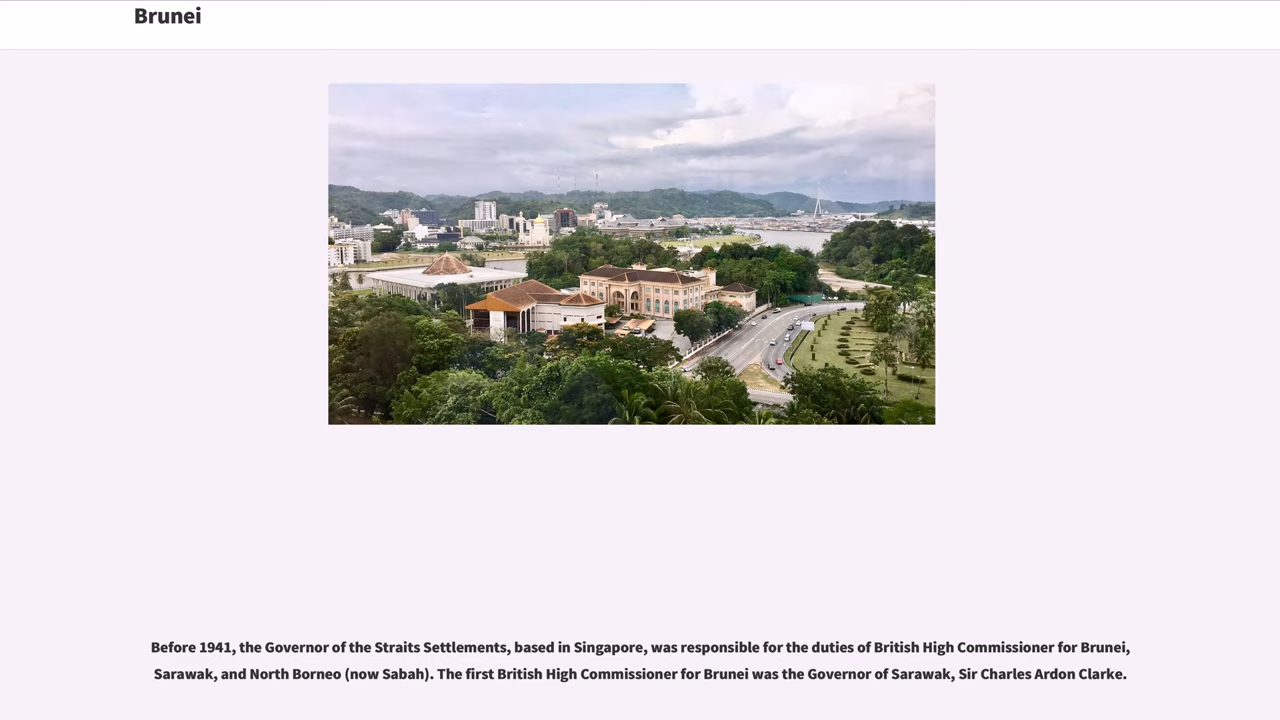 Brunei
Before 1941, the Governor of the Straits Settlements, based in Singapore, was responsible for the duties of British High Commissioner for Brunei,
Sarawak, and North Borneo (now Sabah). The first British High Commissioner for Brunei was the Governor of Sarawak, Sir Charles Ardon Clarke.